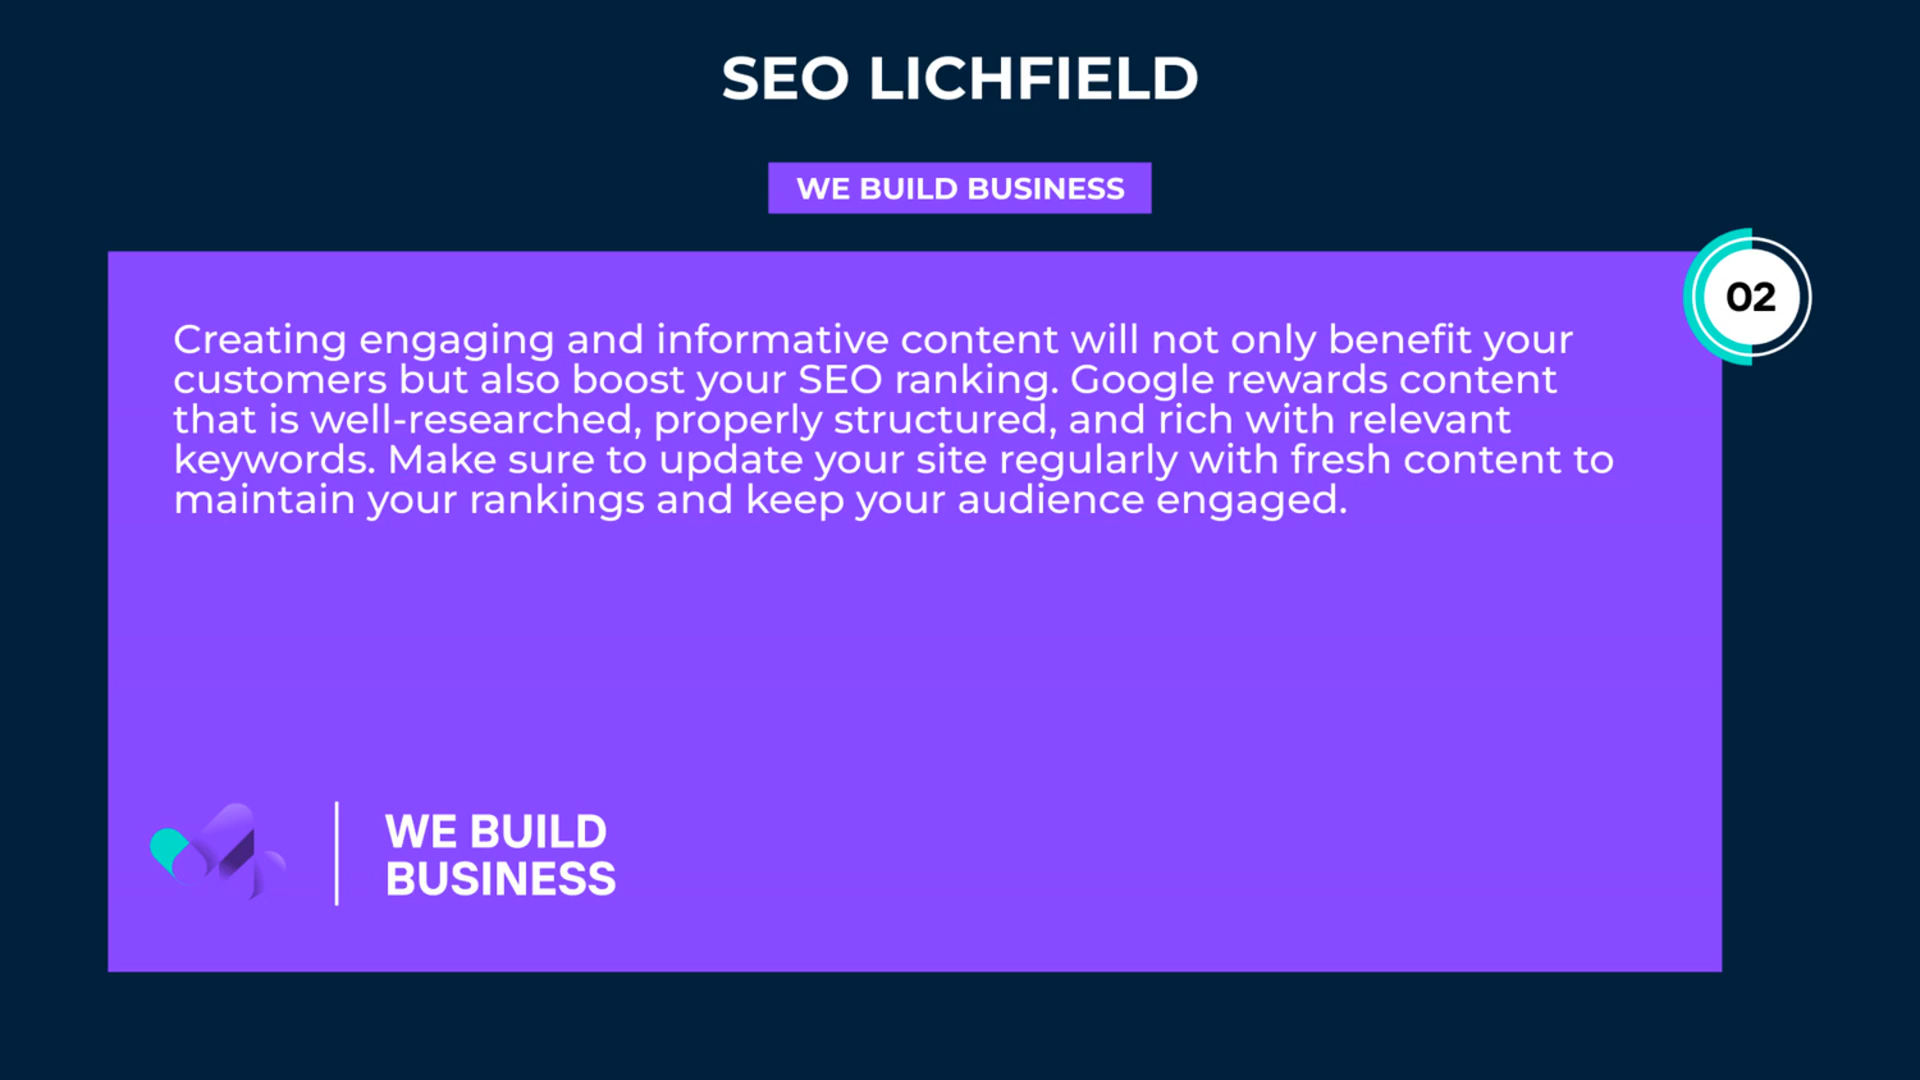 SEO LICHFIELD
WE BUILD BUSINESS
02
Creating engaging and informative content will not only benefit your
customers but also boost your SEO ranking. Google rewards content
that is well-researched, properly structured, and rich with relevant
keywords. Make sure to update your site regularly with fresh content to
maintain your rankings and keep your audience engaged.
WE BUILD
BUSINESS